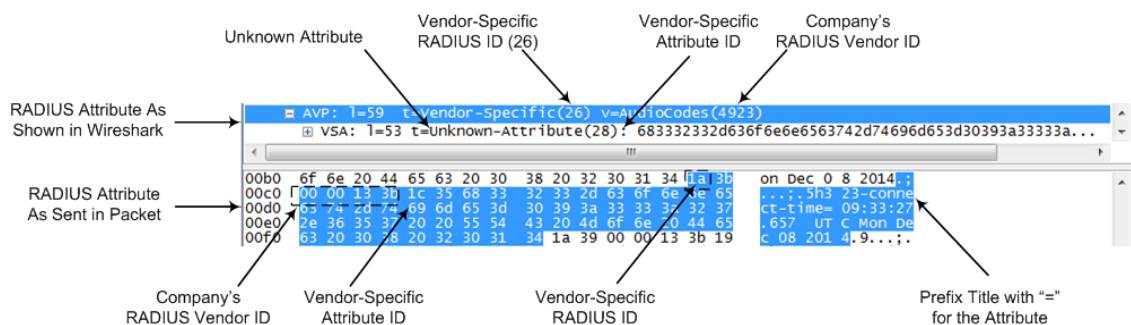 Unknown Attribute
Vendor-Specific
RADIUS ID (26)
Vendor-Specific
Attribute ID
Company's
RADIUS Vendor ID
RADIUS Attribute As
Shown in Wireshark
AVP: l=59 t=Vendor-Specific(26) v=AudioCodes(4923)
VSA: l=53 t=Unknown-Attribute(28): 683332332d636f6e6e6563742d74696d653d30393a33333a...
RADIUS Attribute
As Sent in Packet
00b0 6f 6e 20 44 65 63 20 30 38 20 32 30 31 34 1a 3b on Dec 0 8 2014.;
00c0 00 00 13 3b 1c 35 68 33 32 33 2d 63 6f 6e 6e 65 ...;.5h3 23-conne
00d0 63 74 2d 74 69 6d 65 3d 30 39 3a 33 33 3a 32 37 ct-time= 09:33:27
00e0 2e 36 35 37 20 20 55 54 43 20 4d 6f 6e 20 44 65 .657 UT C Mon De
00f0 63 20 30 38 20 32 30 31 34 1a 39 00 00 13 3b 19 c 08 201 4.9...;.
Company's
RADIUS Vendor ID
Vendor-Specific
Attribute ID
Vendor-Specific
RADIUS ID
Prefix Title with “=”
for the Attribute